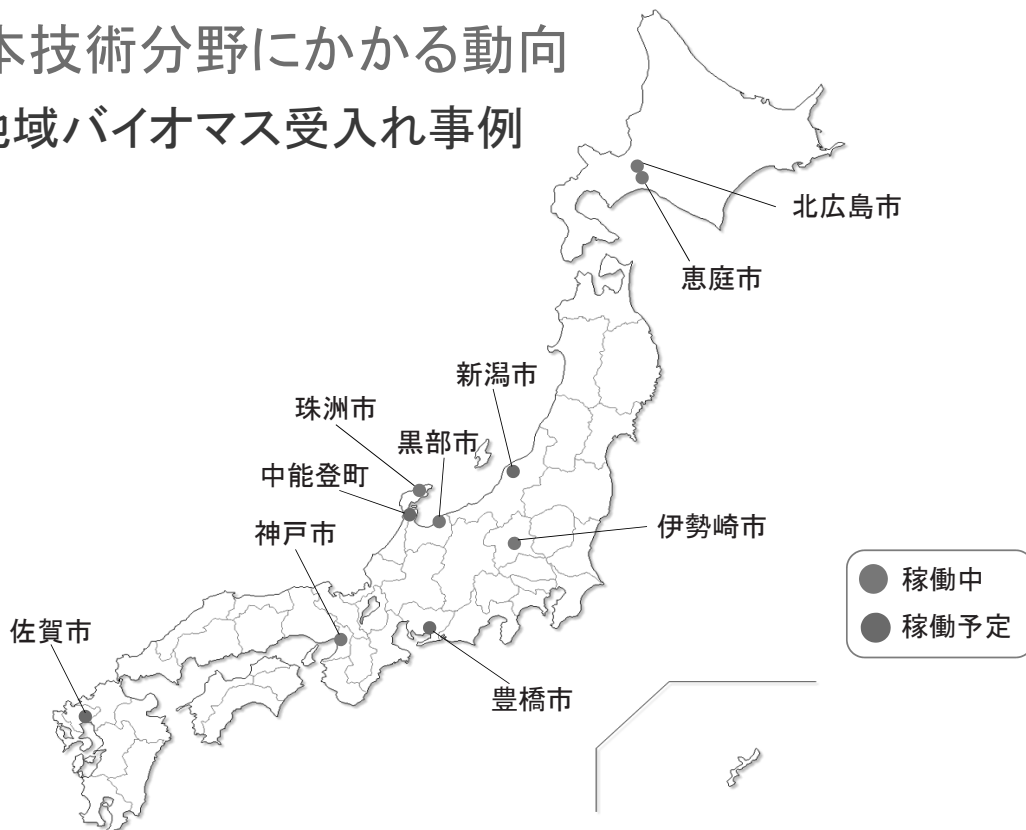 本技術分野にかかる動向
地域バイオマス受入れ事例
北広島市
恵庭市
新潟市
珠洲市
黒部市
中能登町
神戸市
伊勢崎市
佐賀市
豊橋市
稼働中
稼働予定